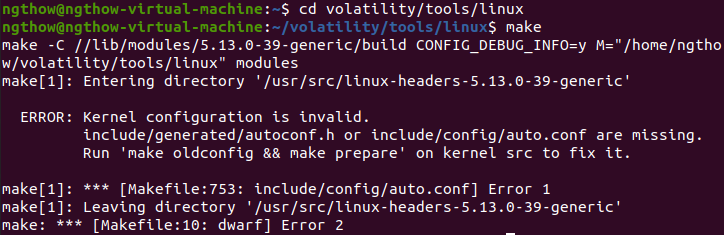 ngthow@ngthow-virtual-machine:~$ cd volatility/tools/linux
ngthow@ngthow-virtual-machine:~/volatility/tools/linux$ make
make -C //lib/modules/5.13.0-39-generic/build CONFIG_DEBUG_INFO=y M="/home/ngtho
w/volatility/tools/linux" modules
make[1]: Entering directory '/usr/src/linux-headers-5.13.0-39-generic'
ERROR: Kernel configuration is invalid.
include/generated/autoconf.h or include/config/auto.conf are missing.
Run 'make oldconfig && make prepare' on kernel src to fix it.
make[1]: *** [Makefile:753: include/config/auto.conf] Error 1
make[1]: Leaving directory '/usr/src/linux-headers-5.13.0-39-generic'
make: *** [Makefile:10: dwarf] Error 2